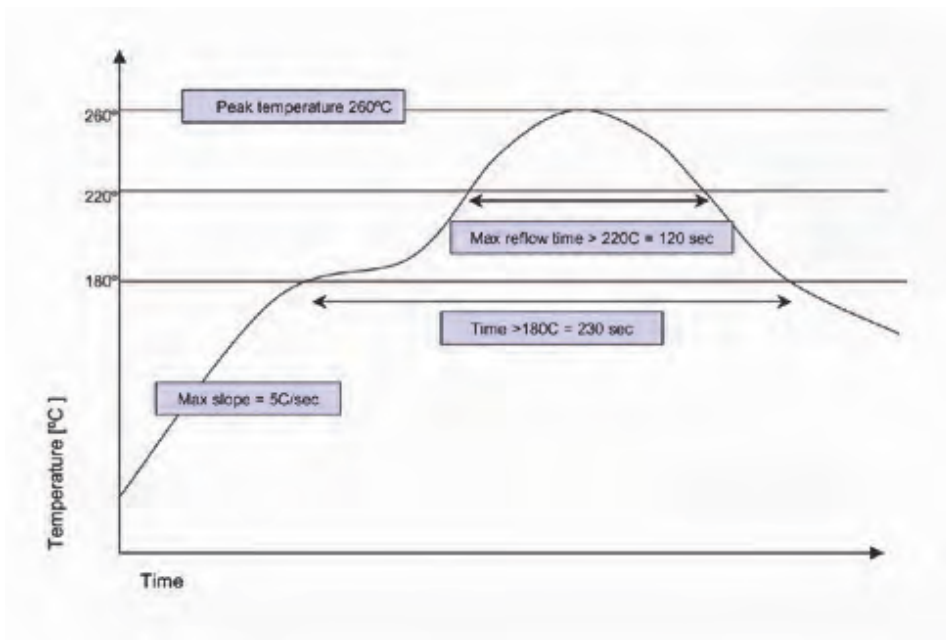 Peak temperature 260ºC
260º
220º
Max reflow time > 220C = 120 sec
180º
Time >180C = 230 sec
Max slope = 5C/sec
Temperature [ºC ]
Time